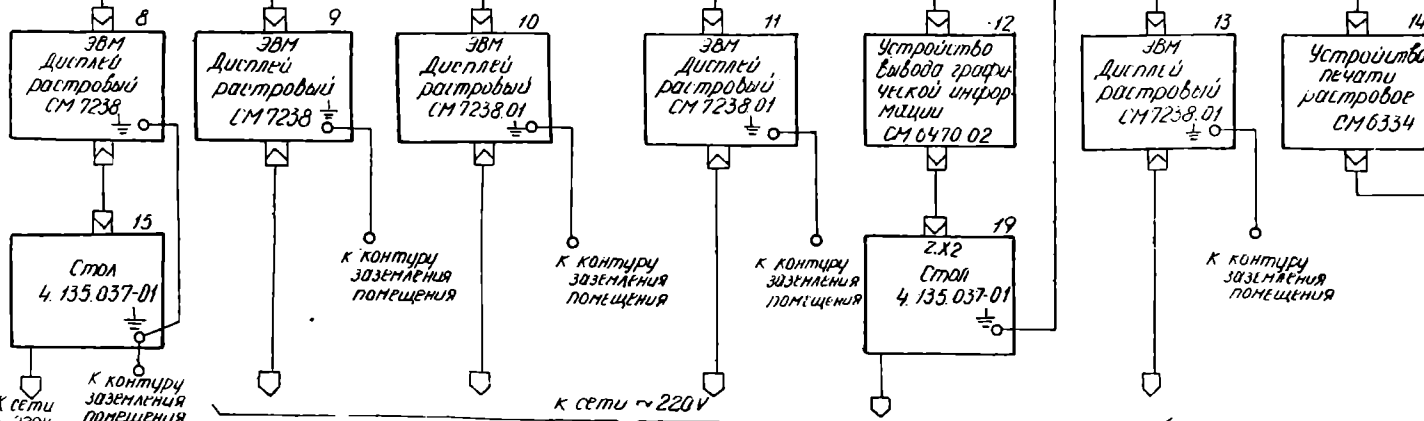 8
ЭВМ
Дисплей
растровый
СМ 7238
9
ЭВМ
Дисплей
растровый
СМ 7238
10
ЭВМ
Дисплей
растровый
СМ 7238.01
11
ЭВМ
Дисплей
растровый
СМ 7238.01
12
Устройство
вывода графи-
ческой инфор-
мации
СМ 6470 02
13
ЭВМ
Дисплей
растровый
СМ 7238.01
14
Устройство
печати
растровое
СМ 6334
15
Стол
4.135.037-01
к контуру
заземления
помещения
к контуру
заземления
помещения
к контуру
заземления
помещения
19
2.Х2
Стол
4.135.037-01
к контуру
заземления
помещения
к сети
к контуру
заземления
помещения
к сети ~220V